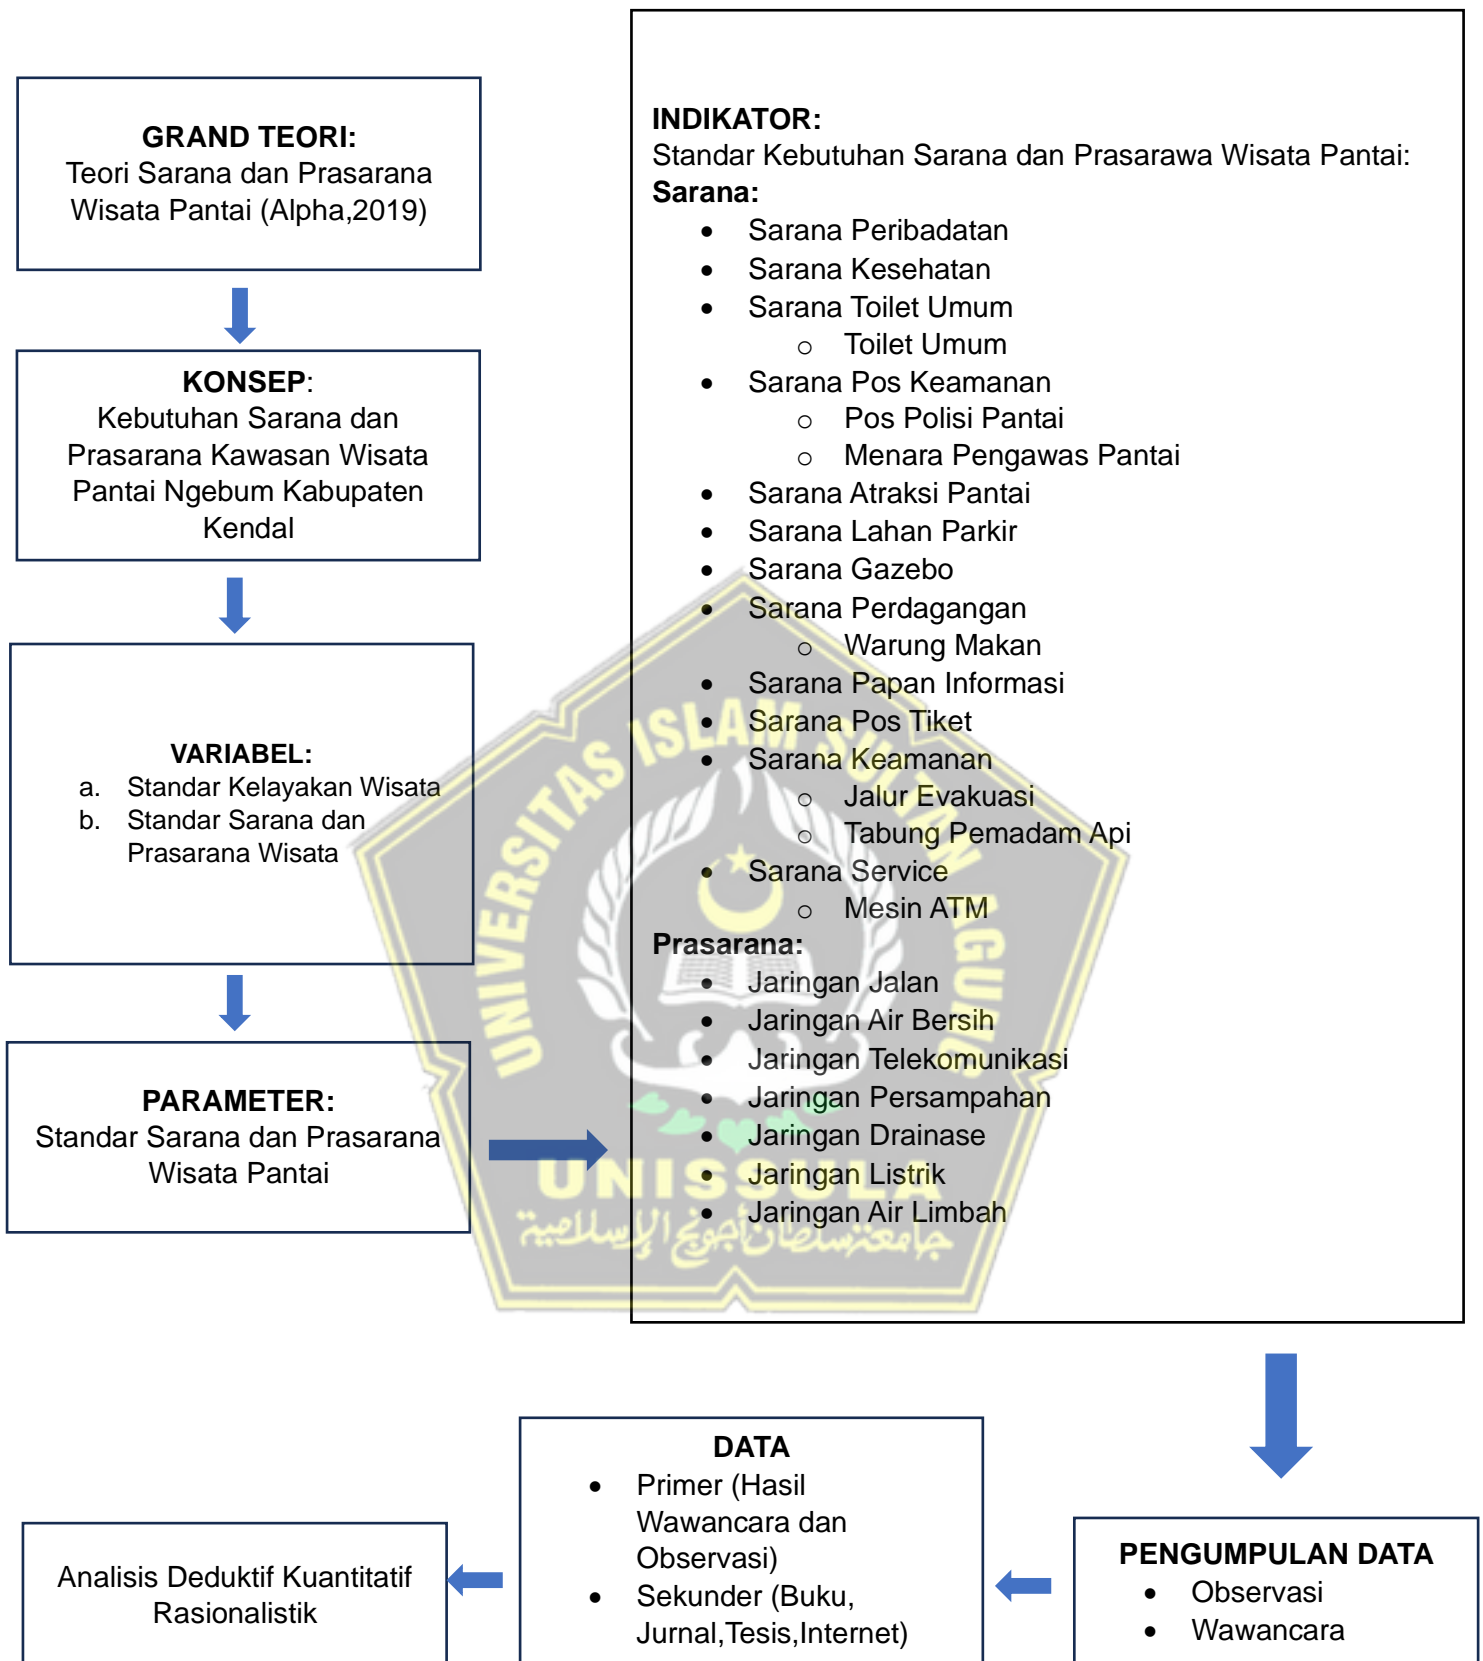 GRAND TEORI:
Teori Sarana dan Prasarana
Wisata Pantai (Alpha,2019)
KONSEP:
Kebutuhan Sarana dan
Prasarana Kawasan Wisata
Pantai Ngebum Kabupaten
Kendal
VARIABEL:
a. Standar Kelayakan Wisata
b. Standar Sarana dan
Prasarana Wisata
PARAMETER:
Standar Sarana dan Prasarana
Wisata Pantai
INDIKATOR:
Standar Kebutuhan Sarana dan Prasarawa Wisata Pantai:
Sarana:
• Sarana Peribadatan
• Sarana Kesehatan
• Sarana Toilet Umum
o Toilet Umum
• Sarana Pos Keamanan
o Pos Polisi Pantai
o Menara Pengawas Pantai
• Sarana Atraksi Pantai
• Sarana Lahan Parkir
• Sarana Gazebo
• Sarana Perdagangan
o Warung Makan
• Sarana Papan Informasi
• Sarana Pos Tiket
• Sarana Keamanan
o Jalur Evakuasi
o Tabung Pemadam Api
• Sarana Service
o Mesin ATM
Prasarana:
• Jaringan Jalan
• Jaringan Air Bersih
• Jaringan Telekomunikasi
• Jaringan Persampahan
• Jaringan Drainase
• Jaringan Listrik
• Jaringan Air Limbah
UNIVERSITAS ISLAM SULTAN AGUNG
UNISSULA
جامعة سلطان أجونج الإسلامية
PENGUMPULAN DATA
• Observasi
• Wawancara
DATA
• Primer (Hasil
Wawancara dan
Observasi)
• Sekunder (Buku,
Jurnal,Tesis,Internet)
Analisis Deduktif Kuantitatif
Rasionalistik